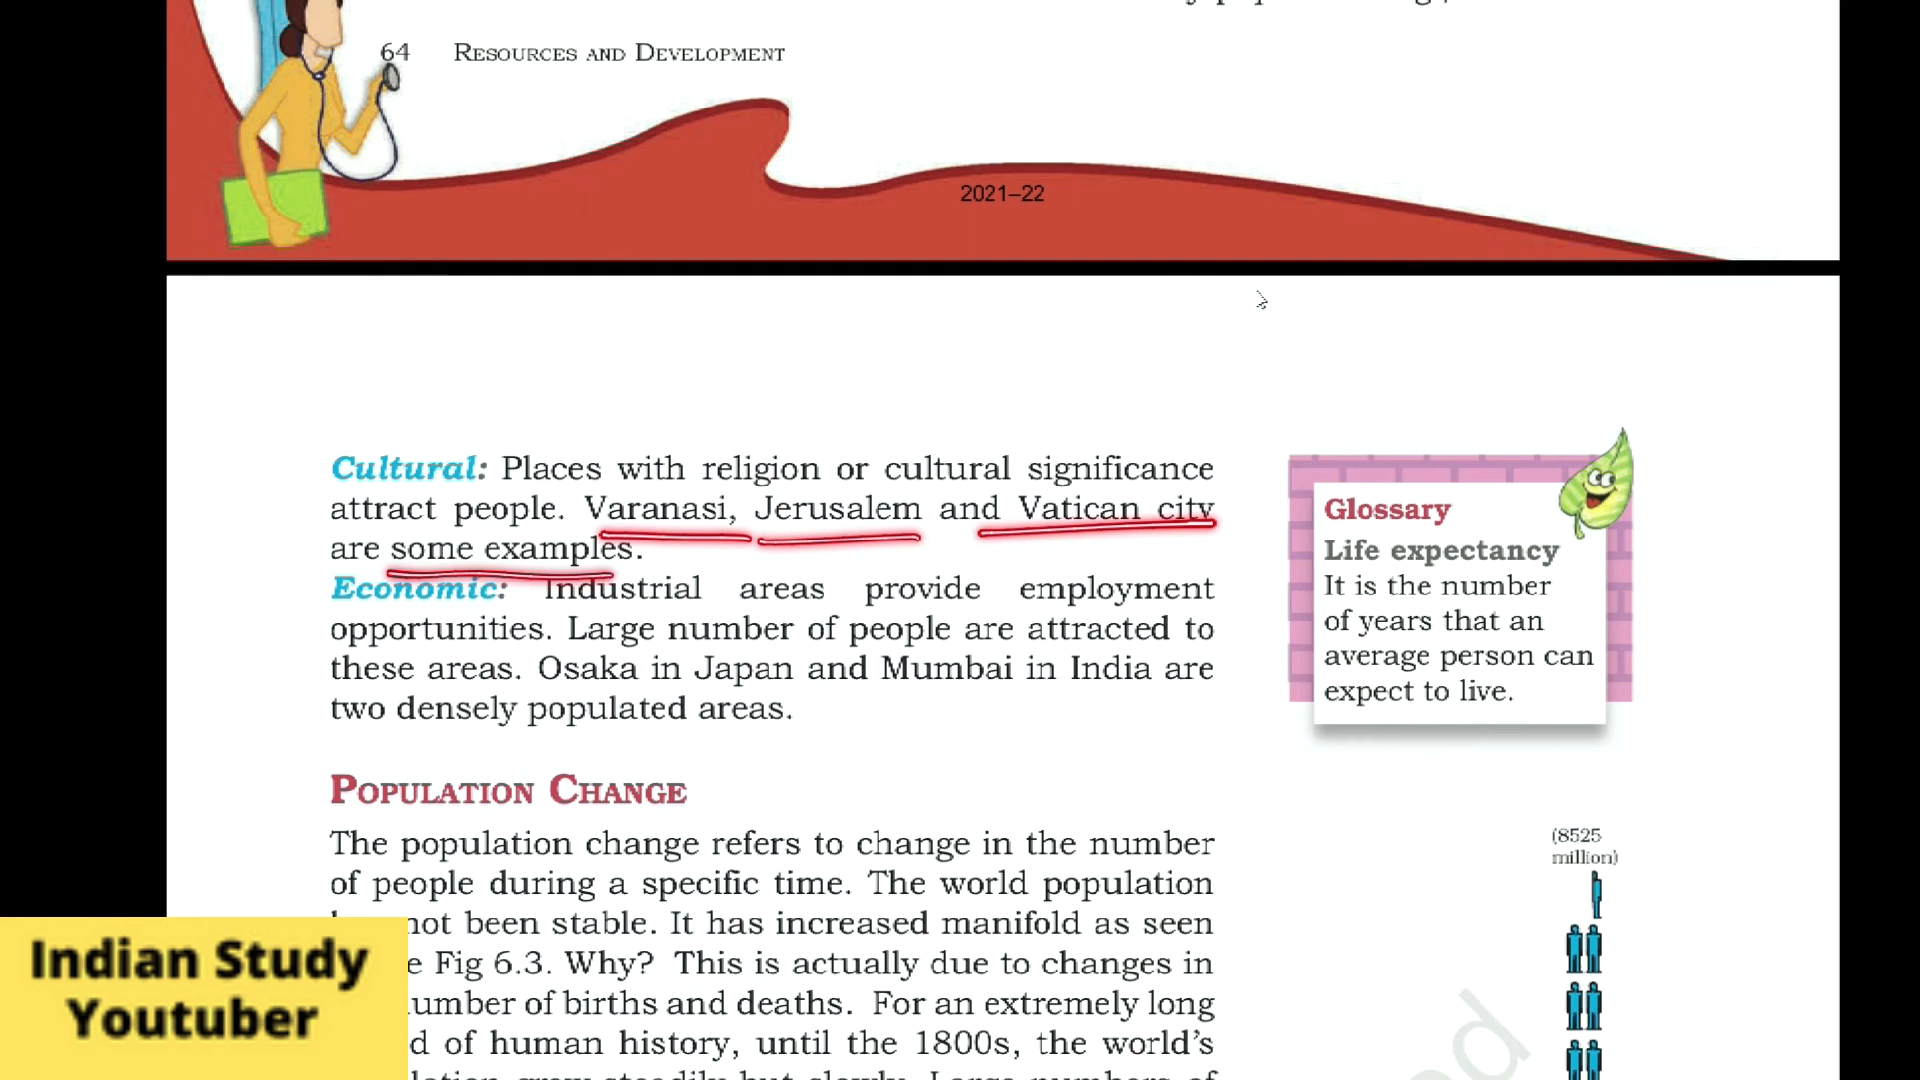 64 RESOURCES AND DEVELOPMENT
2021–22
Cultural: Places with religion or cultural significance
attract people. Varanasi, Jerusalem and Vatican city
are some examples.
Economic: Industrial areas provide employment
opportunities. Large number of people are attracted to
these areas. Osaka in Japan and Mumbai in India are
two densely populated areas.
Glossary
Life expectancy
It is the number
of years that an
average person can
expect to live.
POPULATION CHANGE
The population change refers to change in the number
of people during a specific time. The world population
not been stable. It has increased manifold as seen
Fig 6.3. Why? This is actually due to changes in
of births and deaths. For an extremely long
of human history, until the 1800s, the world's
(8525
million)
Indian Study
Youtuber